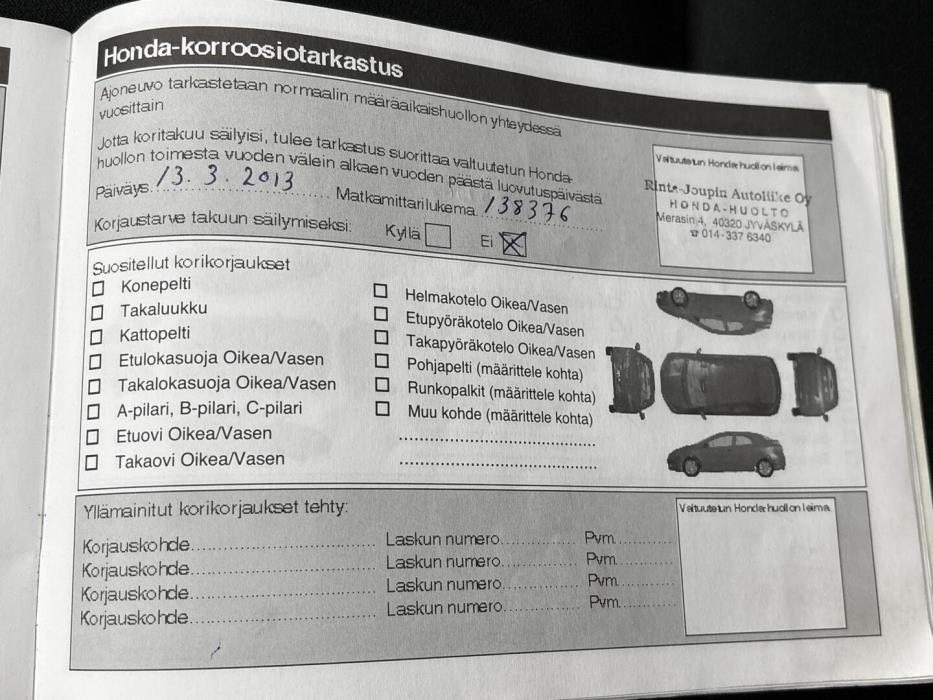 Honda-korroosiotarkastus
Ajoneuvo tarkastetaan normaalin määräaikaishuollon yhteydessä
vuosittain
Jotta koritakuu säilyisi, tulee tarkastus suorittaa valtuutetun Honda-
huollon toimesta vuoden välein alkaen vuoden päästä luovutuspäivästä
Päiväys 13.3.2013 Matkamittarilukema 138376
Korjaustarve takuun säilymiseksi: Kyllä Ei
Valtuutetun Honda-huollon leima
Rinta-Joupin Autoliike Oy
HONDA-HUOLTO
Merasin 4, 40320 JYVÄSKYLÄ
☎ 014-337 6340
Suositellut korikorjaukset
Konepelti
Takaluukku
Kattopelti
Etulokasuoja Oikea/Vasen
Takalokasuoja Oikea/Vasen
A-pilari, B-pilari, C-pilari
Etuovi Oikea/Vasen
Takaovi Oikea/Vasen
Helmakotelo Oikea/Vasen
Etupyöräkotelo Oikea/Vasen
Takapyöräkotelo Oikea/Vasen
Pohjapelti (määrittele kohta)
Runkopalkit (määrittele kohta)
Muu kohde (määrittele kohta)
Yllämainitut korikorjaukset tehty:
Korjauskohde Laskun numero Pvm.
Korjauskohde Laskun numero Pvm.
Korjauskohde Laskun numero Pvm.
Korjauskohde Laskun numero Pvm.
Valtuutetun Honda-huollon leima